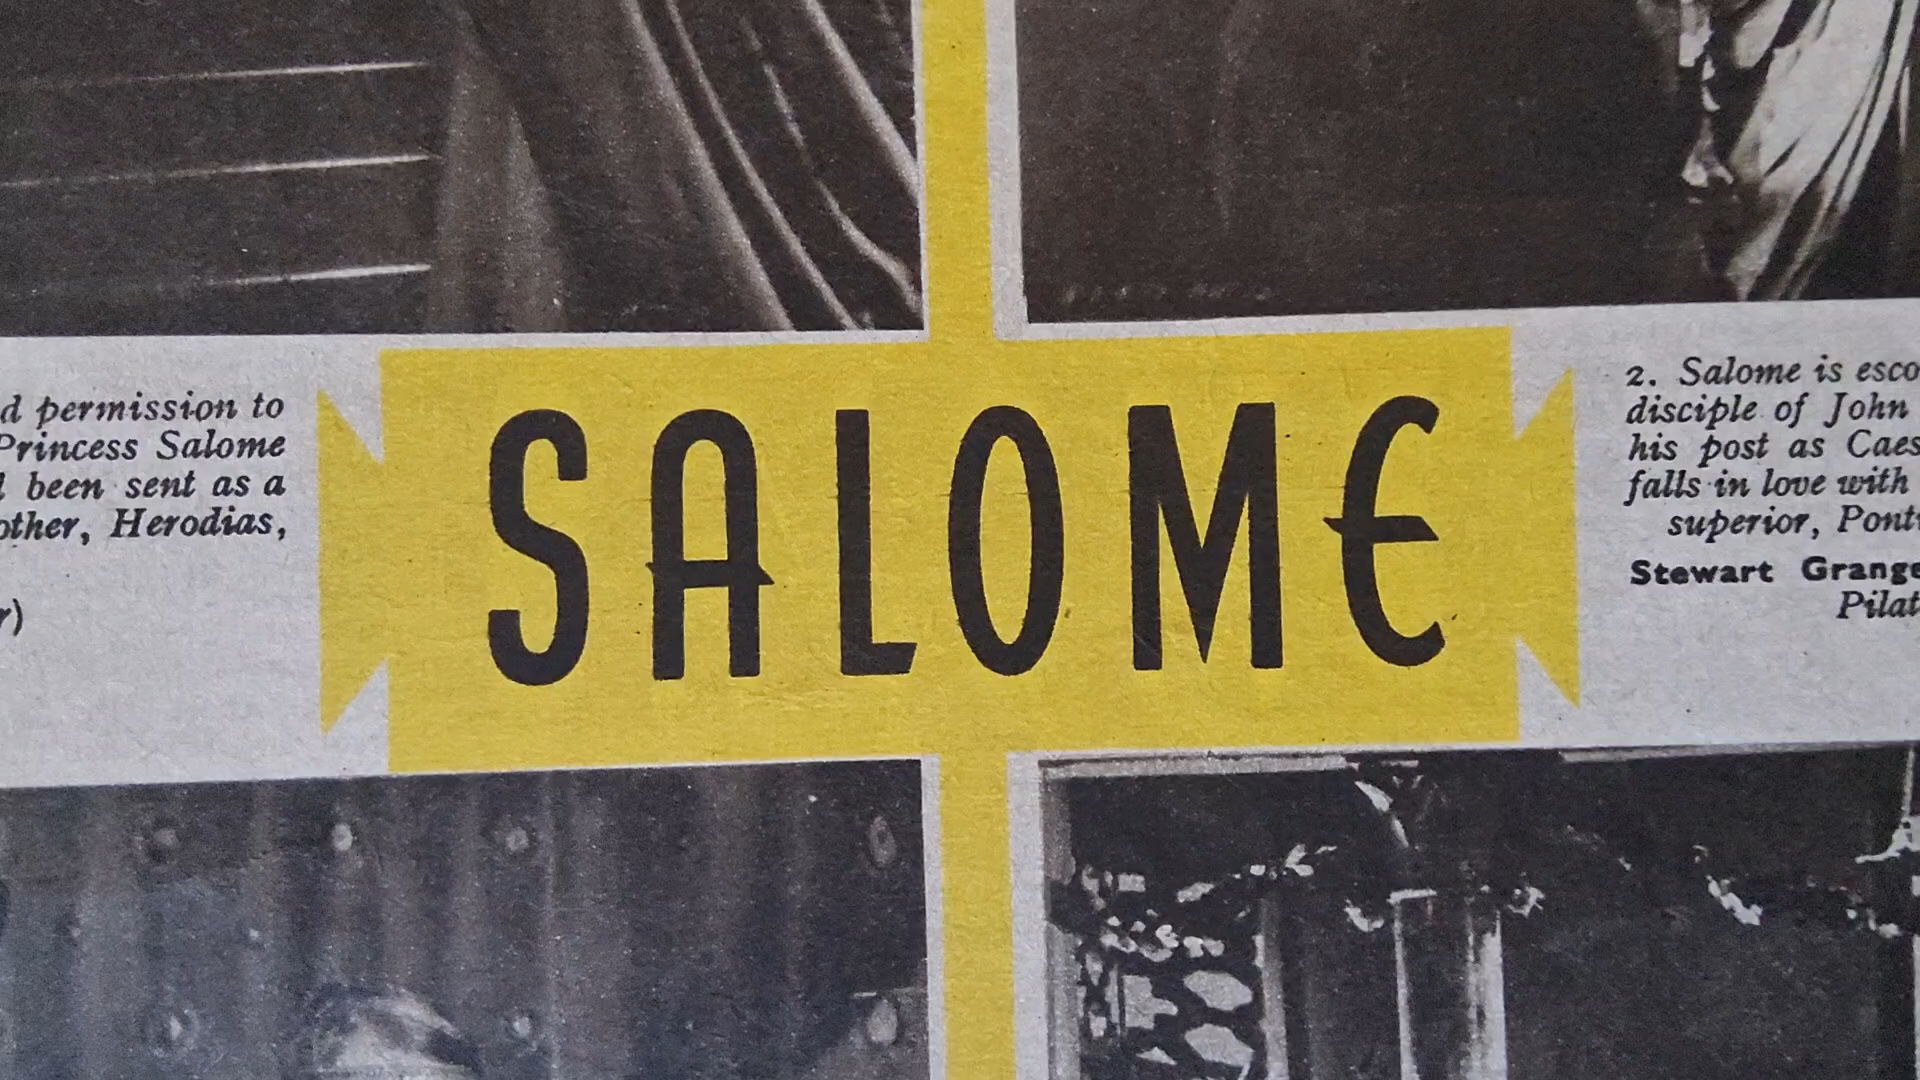 d permission to
Princess Salome
been sent as a
other, Herodias,
r)
SALOME
2. Salome is esco
disciple of John
his post as Caes
falls in love with
superior, Pont
Stewart Grange
Pilat